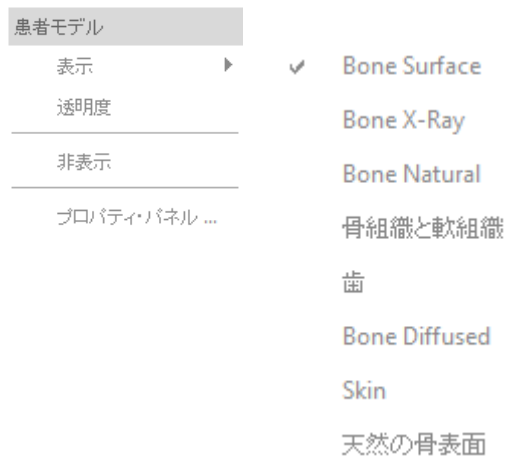 患者モデル
表示
透明度
非表示
プロパティ・パネル ...
Bone Surface
Bone X-Ray
Bone Natural
骨組織と軟組織
歯
Bone Diffused
Skin
天然の骨表面